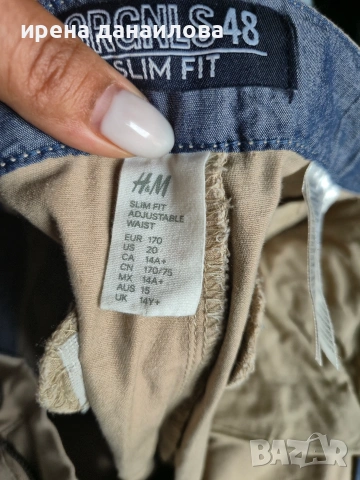 ирена данаилова
ORGNLS 48
SLIM FIT
H&M
SLIM FIT
ADJUSTABLE
WAIST
EUR 170
US 20
CA 14A+
CN 170/75
MX 14A+
AUS 15
UK 14Y+
BAZAR